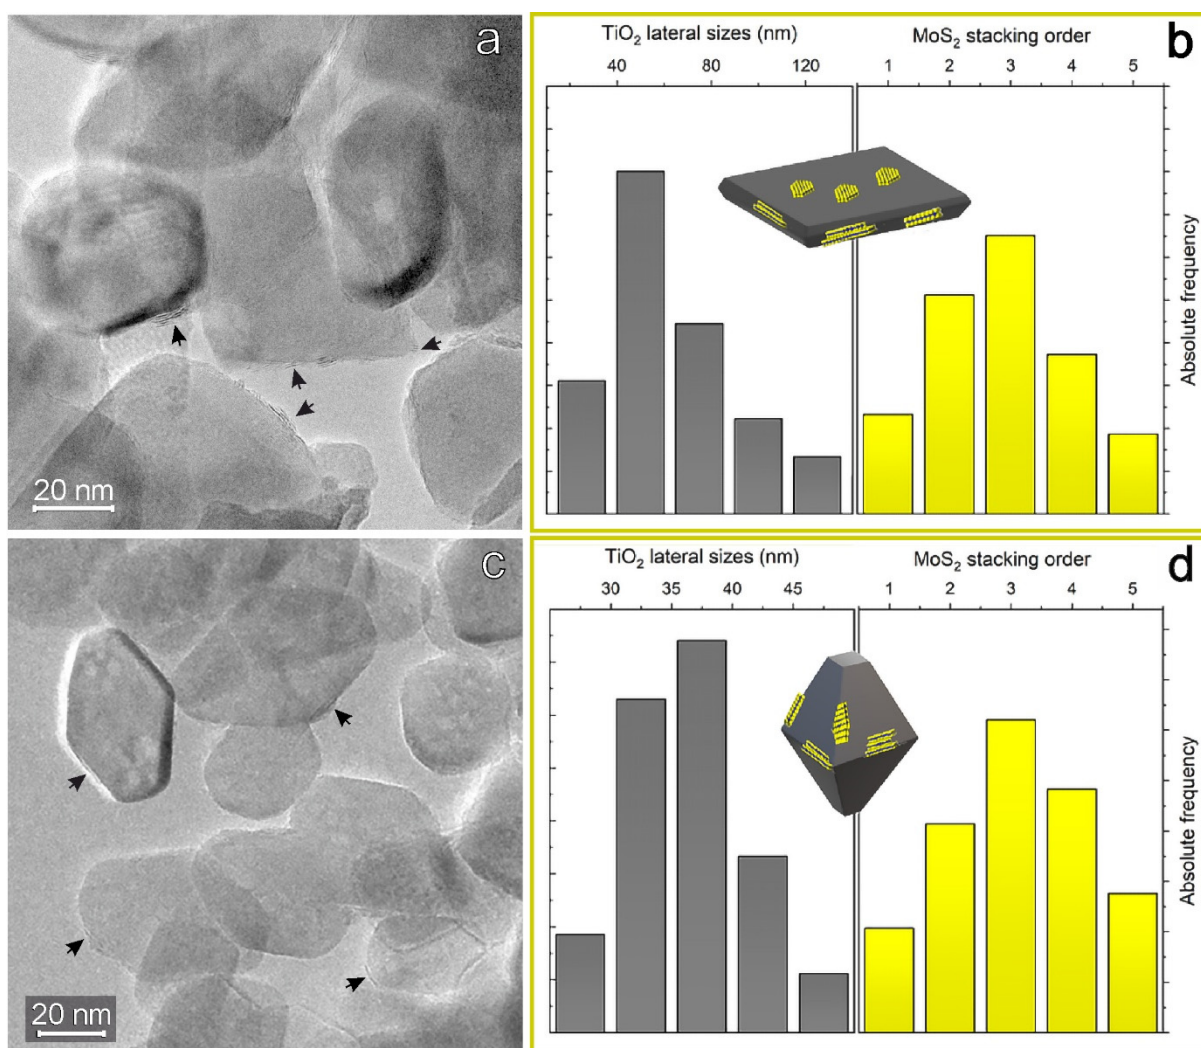 a
20 nm
b
TiO₂ lateral sizes (nm)
40 80 120
MoS₂ stacking order
1 2 3 4 5
Absolute frequency
c
20 nm
d
TiO₂ lateral sizes (nm)
30 35 40 45
MoS₂ stacking order
1 2 3 4 5
Absolute frequency